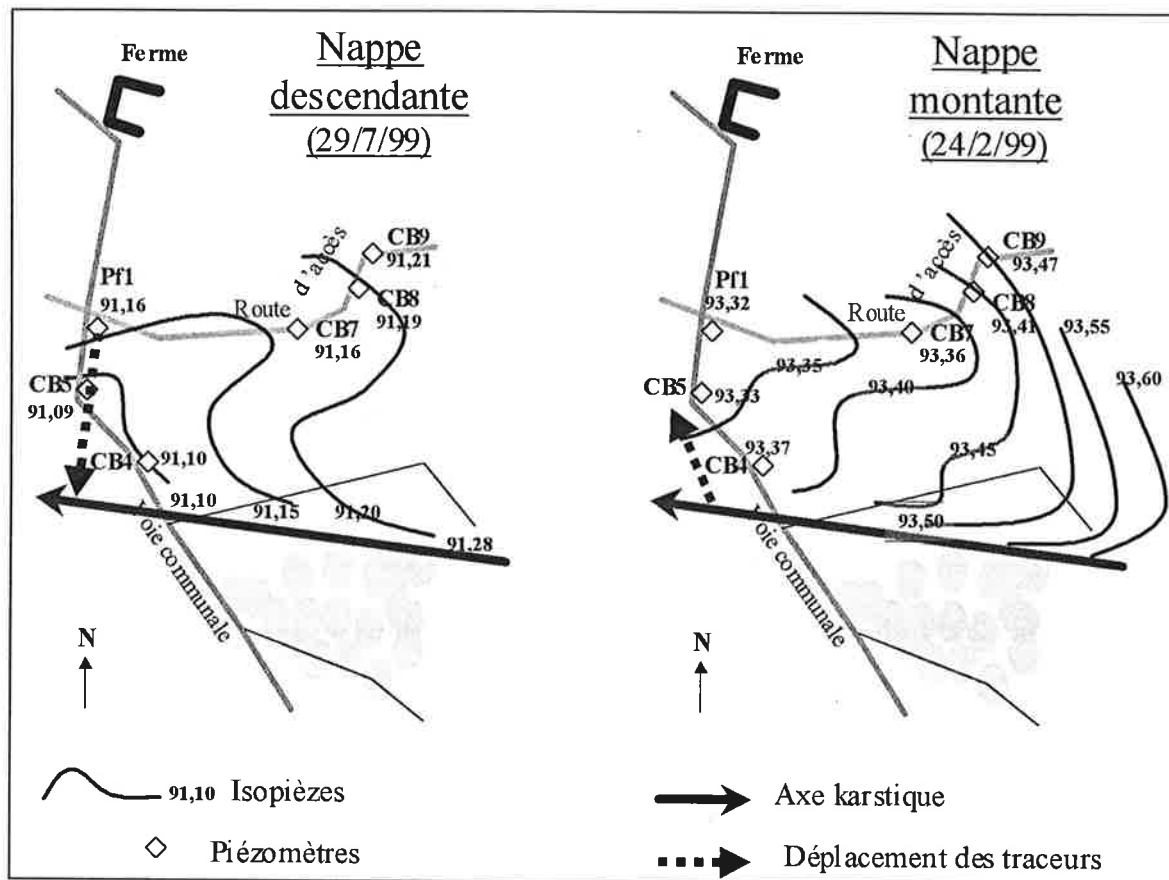 Ferme
Nappe
descendante
(29/7/99)
CB9
91,21
d'accès
CB8
91,19
Pf1
91,16
Route
CB7
91,16
CB5
91,09
CB4
91,10
91,10
91,15
91,20
91,28
Voie communale
N
Ferme
Nappe
montante
(24/2/99)
CB9
93,47
d'accès
CB8
93,41
Pf1
93,32
Route
CB7
93,36
93,55
93,35
93,60
CB5
93,33
93,40
93,37
CB4
93,45
93,50
Voie communale
N
91,10 Isopièzes
Piézomètres
Axe karstique
Déplacement des traceurs